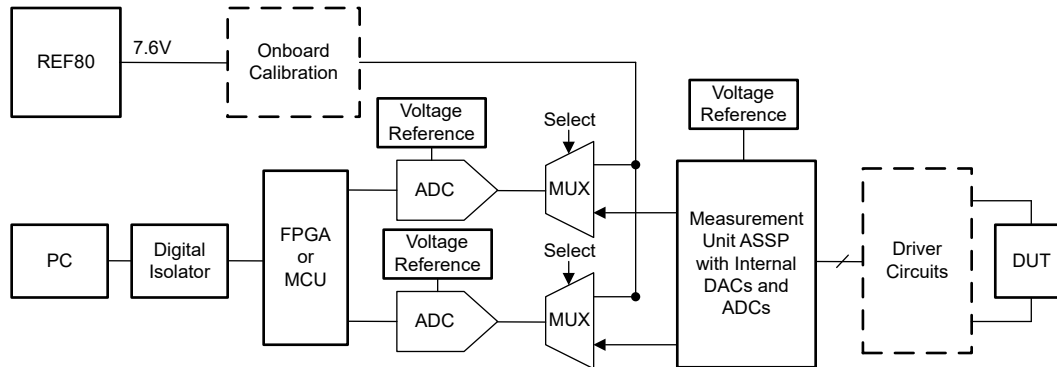 REF80
7.6V
Onboard
Calibration
Voltage
Reference
ADC
Select
MUX
Voltage
Reference
PC
Digital
Isolator
FPGA
or
MCU
Voltage
Reference
ADC
Select
MUX
Measurement
Unit ASSP
with Internal
DACs and
ADCs
Driver
Circuits
DUT